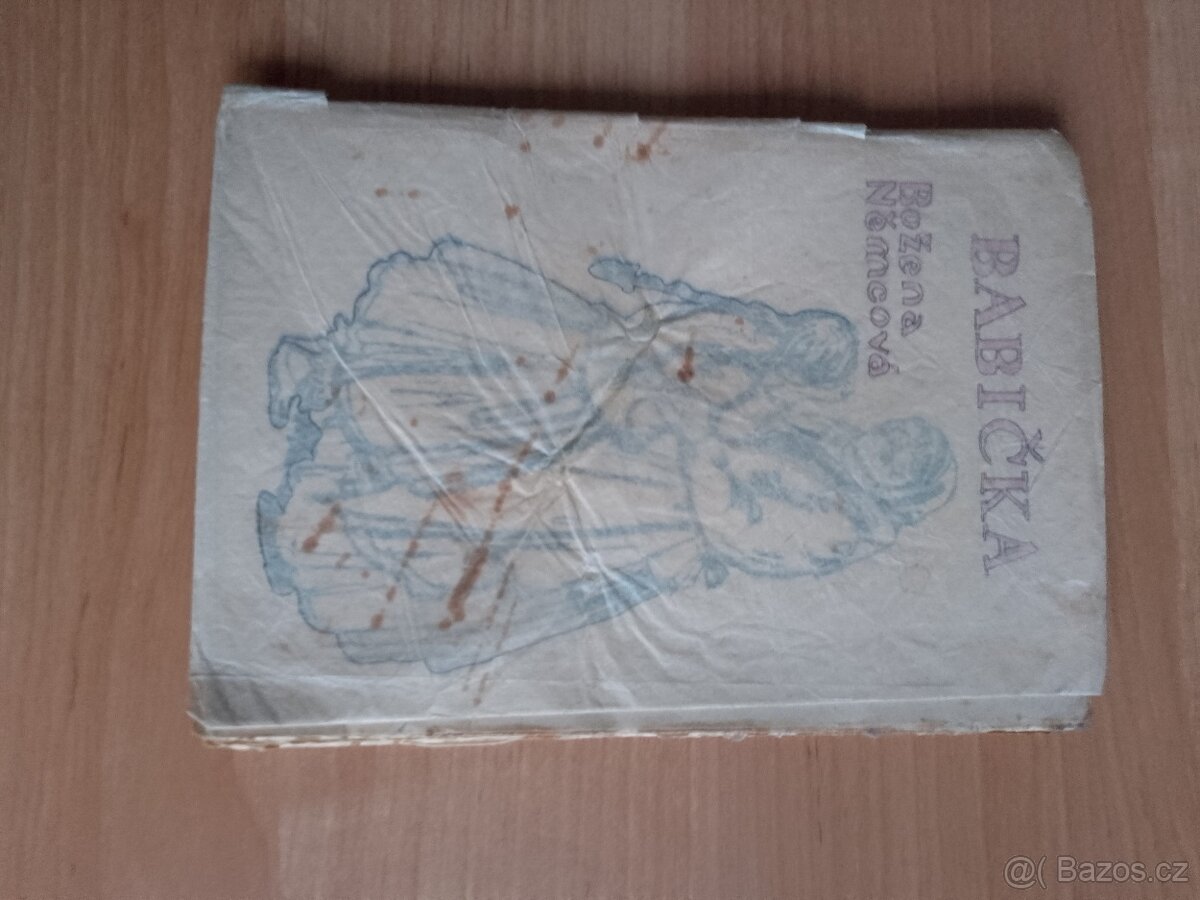 BABIČKA
Božena
Němcová
@( Bazos.cz